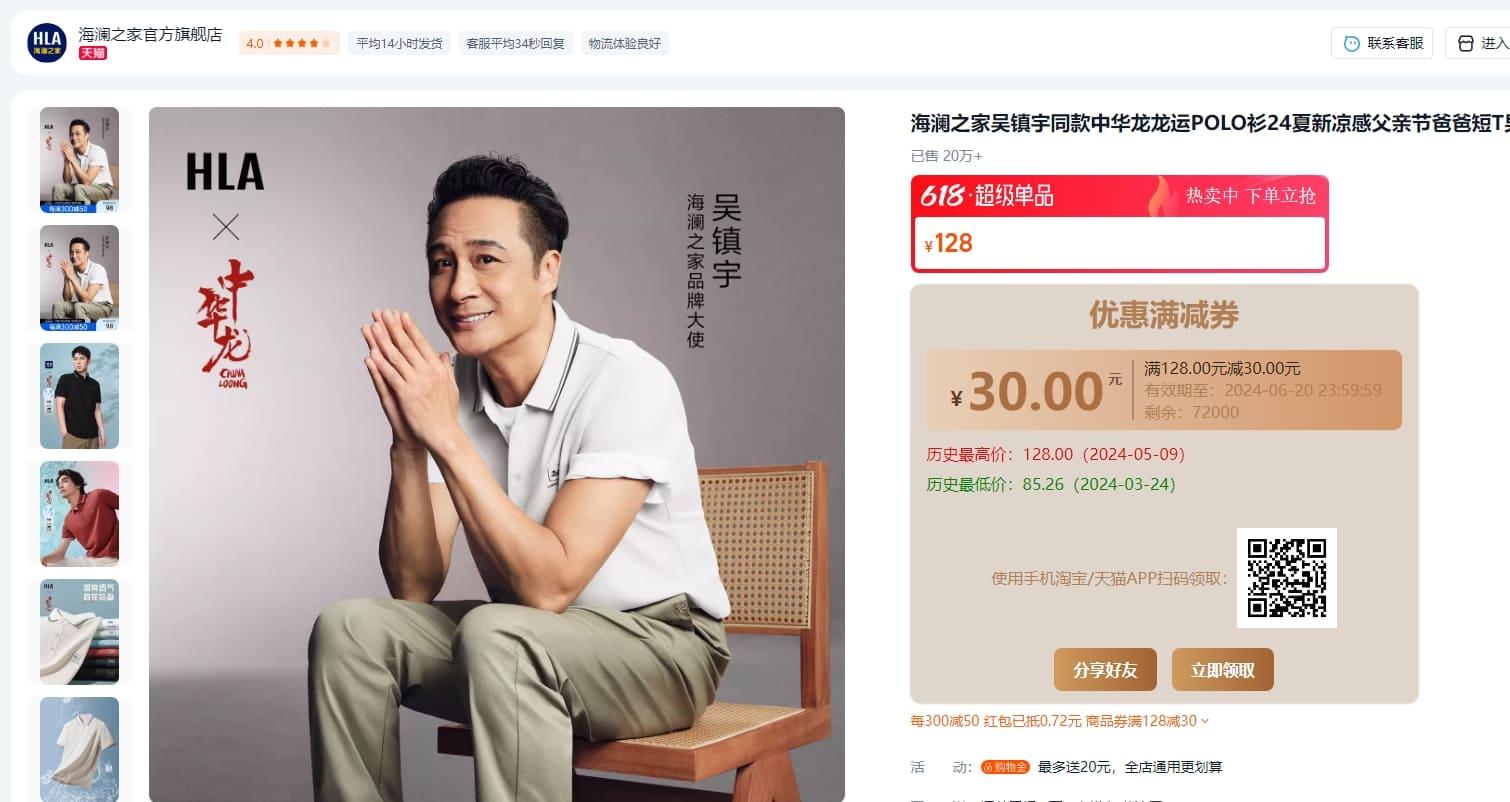 HLA
海澜之家
海澜之家官方旗舰店
天猫
4.0
平均14小时发货
客服平均34秒回复
物流体验良好
联系客服
进入
HLA
中华龙
CHINA
LOONG
吴镇宇
海澜之家品牌大使
每满300减50
98
每满300减50
98
HLA
HLA
海澜之家吴镇宇同款中华龙龙运POLO衫24夏新凉感父亲节爸爸短T
已售 20万+
618·超级单品
热卖中 下单立抢
¥128
优惠满减券
¥30.00元
满128.00元减30.00元
有效期至：2024-06-20 23:59:59
剩余：72000
历史最高价：128.00（2024-05-09）
历史最低价：85.26（2024-03-24）
使用手机淘宝/天猫APP扫码领取：
分享好友
立即领取
每300减50 红包已抵0.72元 商品券满128减30
活 动：
购物金
最多送20元，全店通用更划算